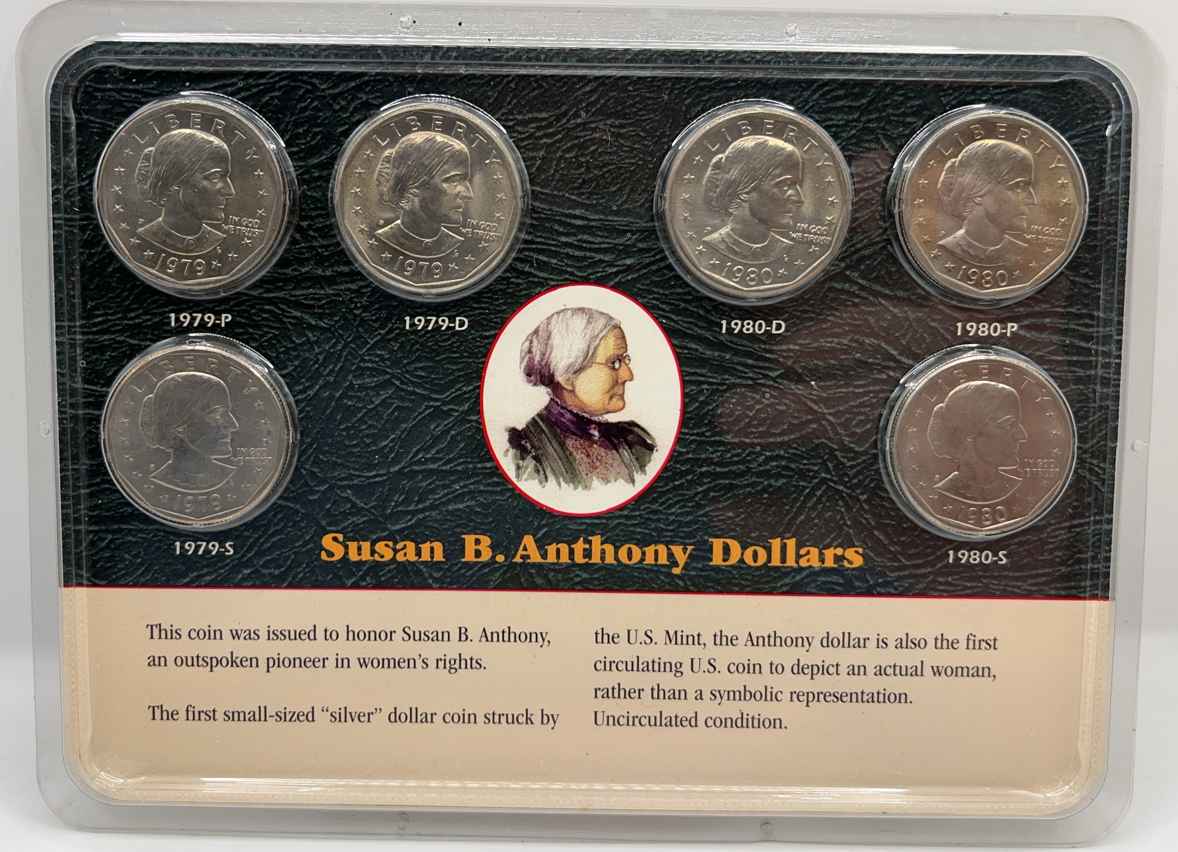 LIBERTY
IN GOD
WE TRUST
1979
LIBERTY
IN GOD
WE TRUST
1979
LIBERTY
IN GOD
WE TRUST
1980
LIBERTY
IN GOD
WE TRUST
1980
1979-P
1979-D
1980-D
1980-P
LIBERTY
IN GOD
WE TRUST
1979
LIBERTY
IN GOD
WE TRUST
1980
1979-S
1980-S
Susan B. Anthony Dollars
This coin was issued to honor Susan B. Anthony,
an outspoken pioneer in women's rights.
The first small-sized “silver” dollar coin struck by
the U.S. Mint, the Anthony dollar is also the first
circulating U.S. coin to depict an actual woman,
rather than a symbolic representation.
Uncirculated condition.